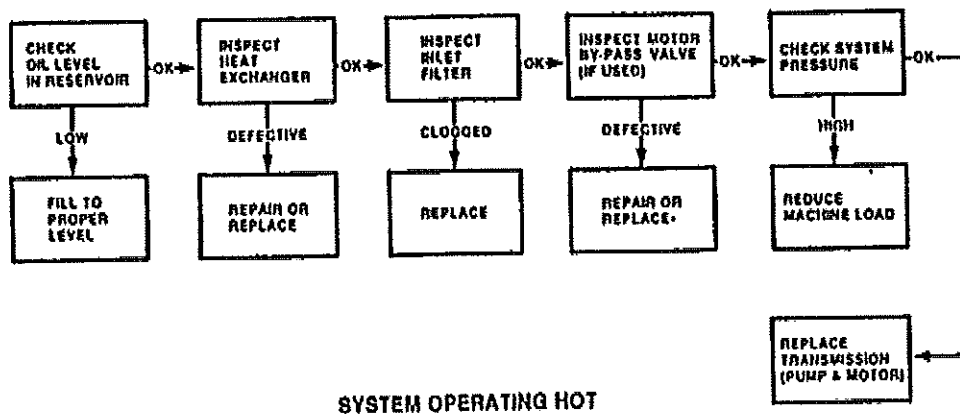 CHECK
OIL LEVEL
IN RESERVOIR
OK
INSPECT
HEAT
EXCHANGER
OK
INSPECT
INLET
FILTER
OK
INSPECT MOTOR
BY-PASS VALVE
(IF USED)
OK
CHECK SYSTEM
PRESSURE
OK
LOW
DEFECTIVE
CLOGGED
DEFECTIVE
HIGH
FILL TO
PROPER
LEVEL
REPAIR OR
REPLACE
REPLACE
REPAIR OR
REPLACE•
REDUCE
MACHINE LOAD
REPLACE
TRANSMISSION
(PUMP & MOTOR)
SYSTEM OPERATING HOT